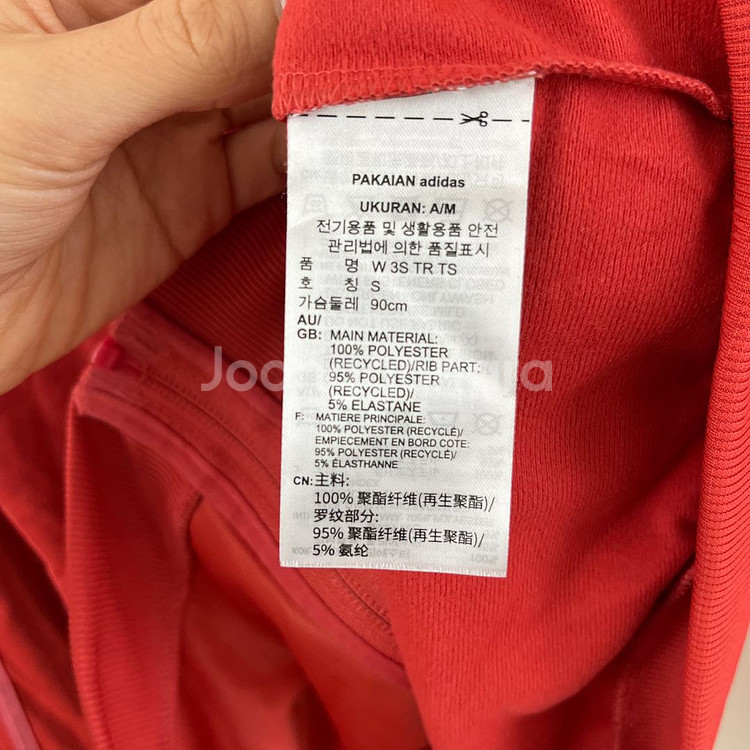 PAKAIAN adidas
UKURAN: A/M
전기용품 및 생활용품 안전
관리법에 의한 품질표시
품 명 W 3S TR TS
호 칭 S
가슴둘레 90cm
AU/
GB: MAIN MATERIAL:
100% POLYESTER
(RECYCLED)/RIB PART:
95% POLYESTER
(RECYCLED)/
5% ELASTANE
F: MATIERE PRINCIPALE:
100% POLYESTER (RECYCLÉ)/
EMPIECEMENT EN BORD COTE:
95% POLYESTER (RECYCLÉ)/
5% ÉLASTHANNE
CN: 主料:
100% 聚酯纤维(再生聚酯)/
罗纹部分:
95% 聚酯纤维(再生聚酯)/
5% 氨纶